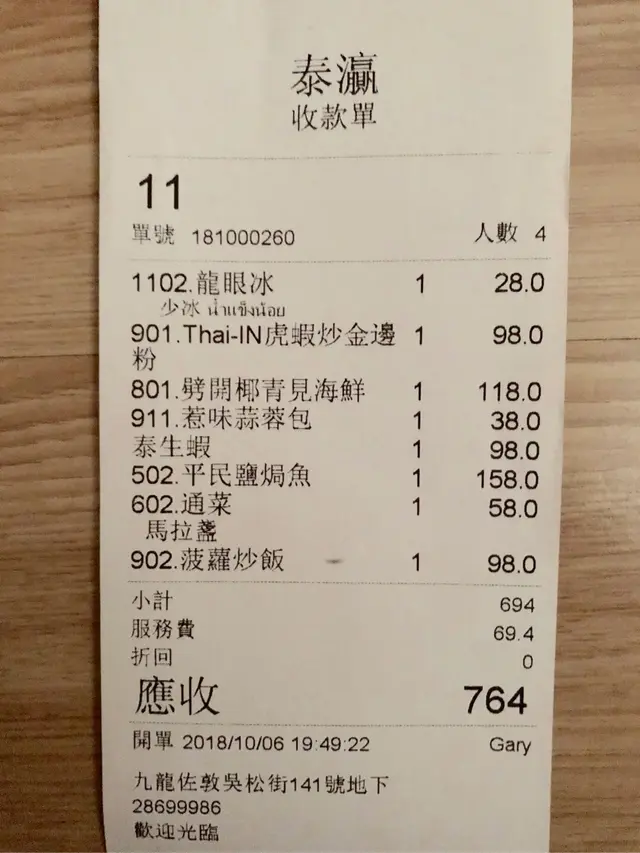 泰瀛
收款單
11
單號 181000260 人數 4
1102.龍眼冰 1 28.0
少冰 น้ำแข็งน้อย
901.Thai-IN虎蝦炒金邊 1 98.0
粉
801.劈開椰青見海鮮 1 118.0
911.惹味蒜蓉包 1 38.0
泰生蝦 1 98.0
502.平民鹽焗魚 1 158.0
602.通菜 1 58.0
馬拉盞
902.菠蘿炒飯 1 98.0
小計 694
服務費 69.4
折回 0
應收 764
開單 2018/10/06 19:49:22 Gary
九龍佐敦吳松街141號地下
28699986
歡迎光臨